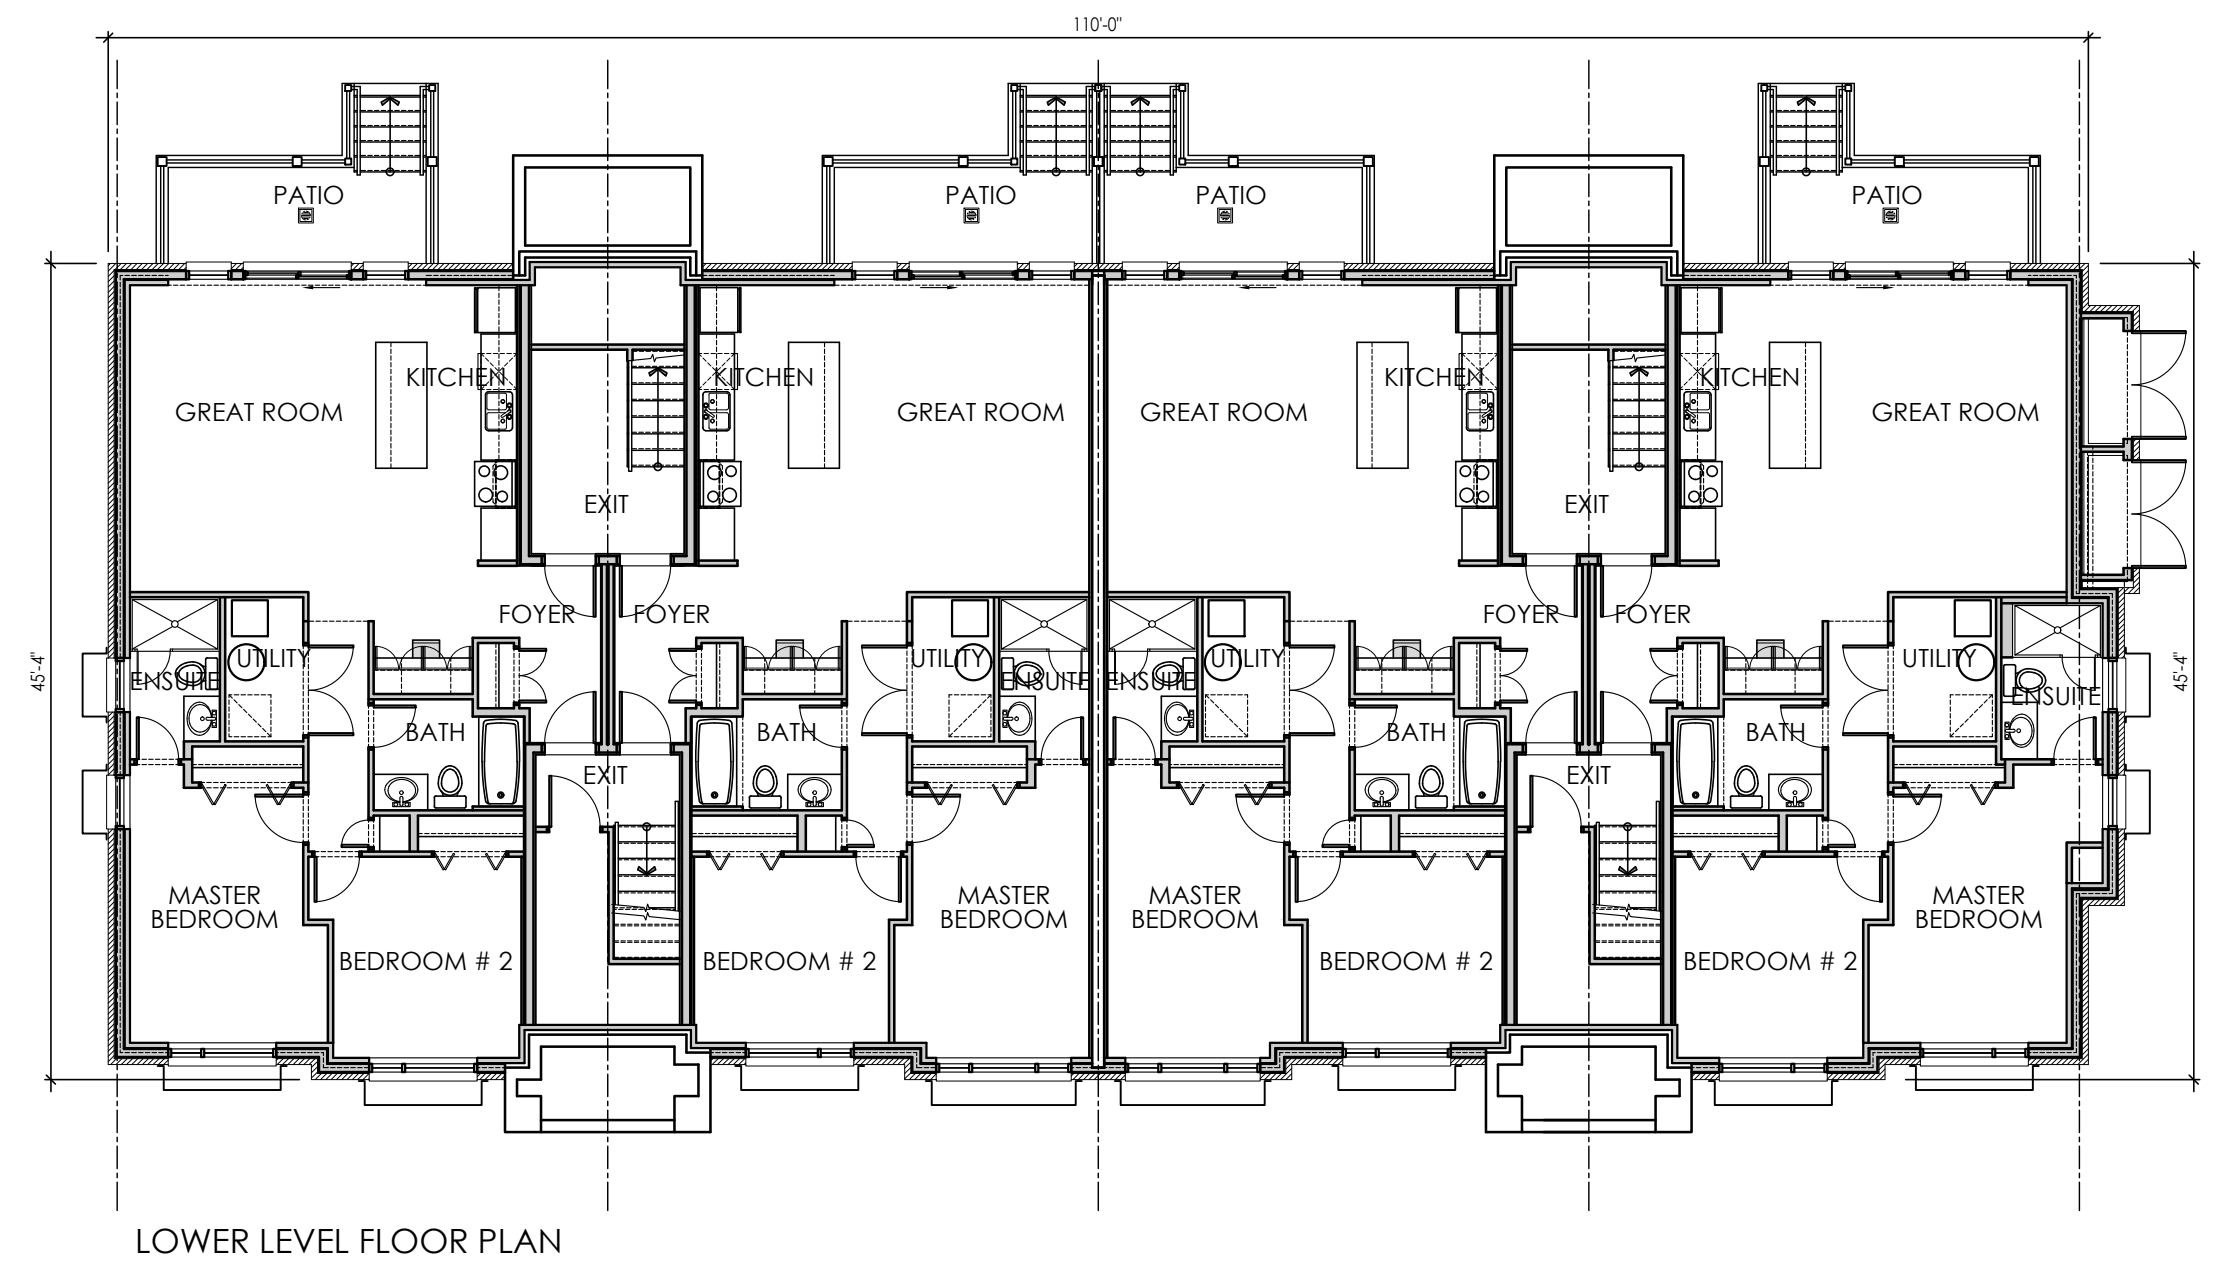 110'-0"
PATIO
PATIO
PATIO
PATIO
KITCHEN
KITCHEN
KITCHEN
KITCHEN
GREAT ROOM
GREAT ROOM
GREAT ROOM
GREAT ROOM
EXIT
EXIT
FOYER
FOYER
FOYER
FOYER
45'-4"
UTILITY
UTILITY
UTILITY
UTILITY
45'-4"
ENSUITE
ENSUITE
ENSUITE
ENSUITE
BATH
BATH
BATH
BATH
EXIT
EXIT
MASTER
BEDROOM
MASTER
BEDROOM
MASTER
BEDROOM
MASTER
BEDROOM
BEDROOM # 2
BEDROOM # 2
BEDROOM # 2
BEDROOM # 2
LOWER LEVEL FLOOR PLAN